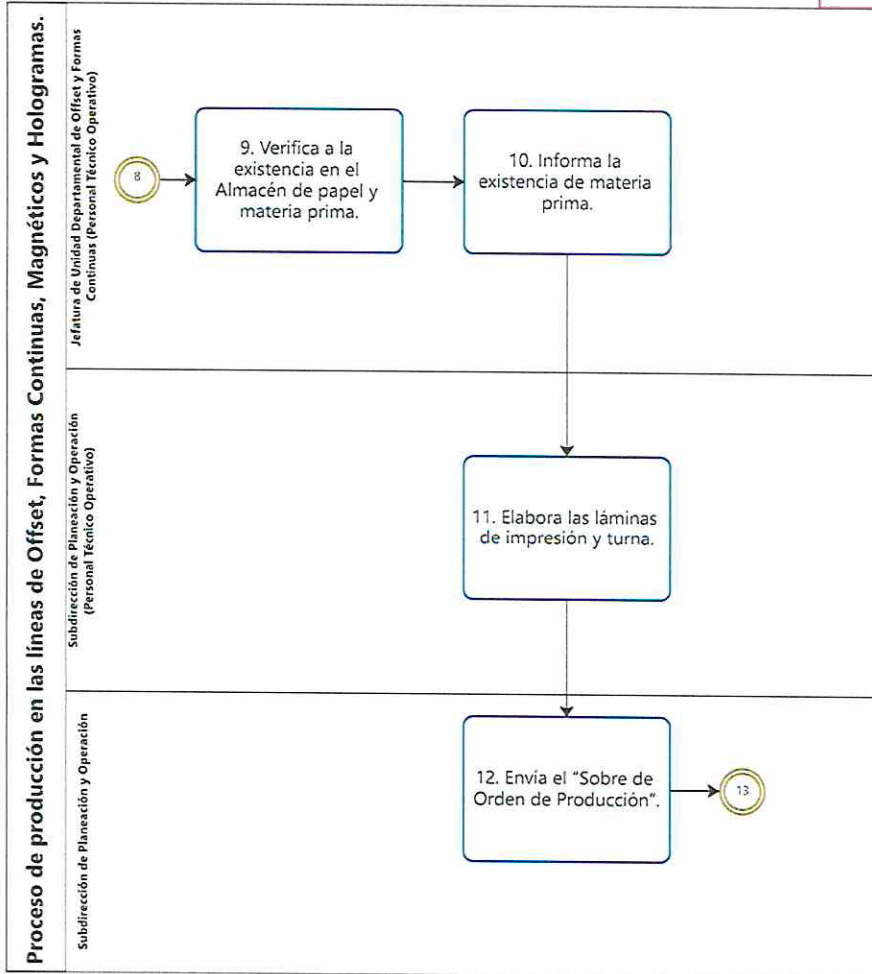 Proceso de producción en las líneas de Offset, Formas Continuas, Magnéticos y Hologramas.
Jefatura de Unidad Departamental de Offset y Formas
Continuas (Personal Técnico Operativo)
8
9. Verifica a la
existencia en el
Almacén de papel y
materia prima.
10. Informa la
existencia de materia
prima.
Subdirección de Planeación y Operación
(Personal Técnico Operativo)
11. Elabora las láminas
de impresión y turna.
Subdirección de Planeación y Operación
12. Envía el “Sobre de
Orden de Producción”.
13